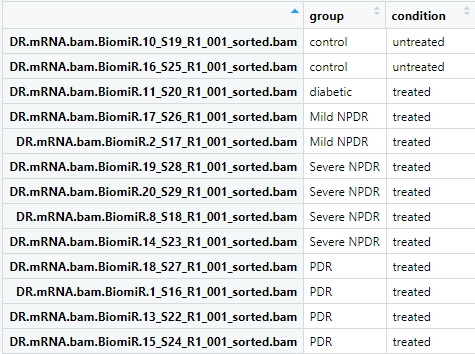 group condition
DR.mRNA.bam.BiomiR.10_S19_R1_001_sorted.bam control untreated
DR.mRNA.bam.BiomiR.16_S25_R1_001_sorted.bam control untreated
DR.mRNA.bam.BiomiR.11_S20_R1_001_sorted.bam diabetic treated
DR.mRNA.bam.BiomiR.17_S26_R1_001_sorted.bam Mild NPDR treated
DR.mRNA.bam.BiomiR.2_S17_R1_001_sorted.bam Mild NPDR treated
DR.mRNA.bam.BiomiR.19_S28_R1_001_sorted.bam Severe NPDR treated
DR.mRNA.bam.BiomiR.20_S29_R1_001_sorted.bam Severe NPDR treated
DR.mRNA.bam.BiomiR.8_S18_R1_001_sorted.bam Severe NPDR treated
DR.mRNA.bam.BiomiR.14_S23_R1_001_sorted.bam Severe NPDR treated
DR.mRNA.bam.BiomiR.18_S27_R1_001_sorted.bam PDR treated
DR.mRNA.bam.BiomiR.1_S16_R1_001_sorted.bam PDR treated
DR.mRNA.bam.BiomiR.13_S22_R1_001_sorted.bam PDR treated
DR.mRNA.bam.BiomiR.15_S24_R1_001_sorted.bam PDR treated